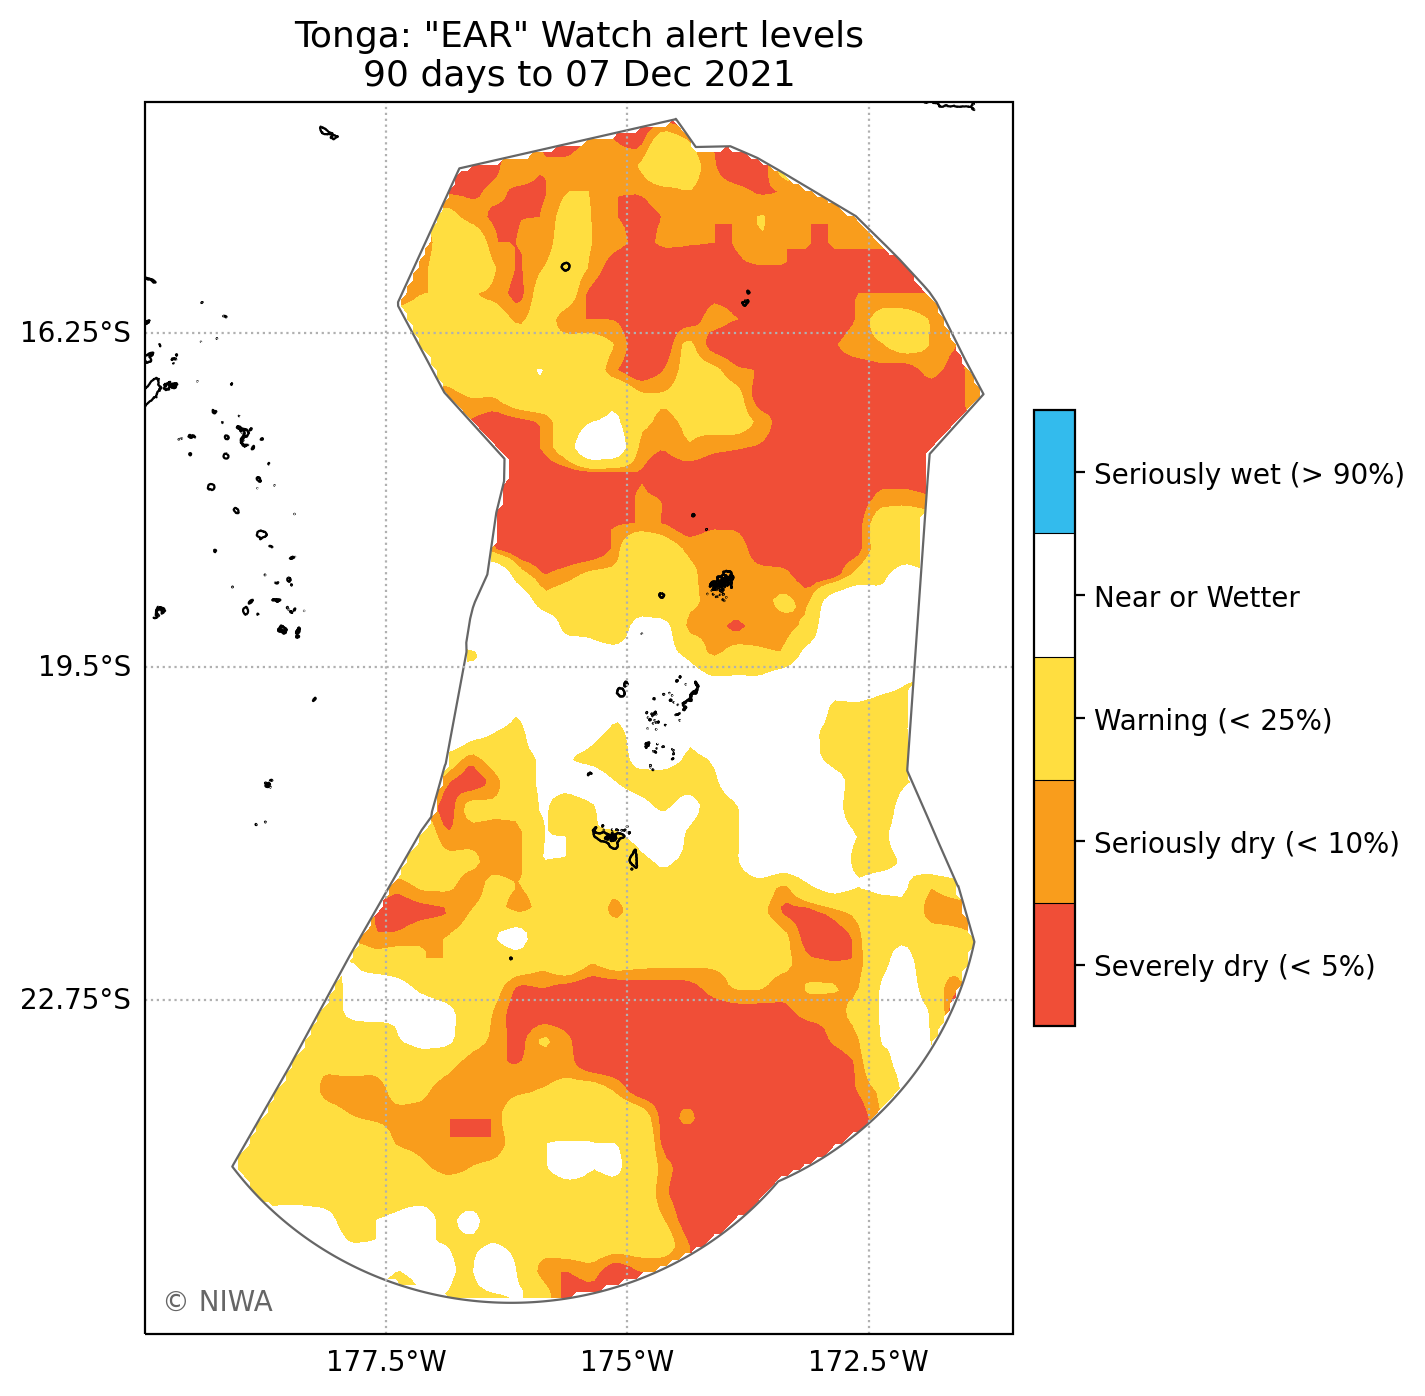 Tonga: "EAR" Watch alert levels
90 days to 07 Dec 2021
16.25°S
19.5°S
22.75°S
177.5°W
175°W
172.5°W
Seriously wet (> 90%)
Near or Wetter
Warning (< 25%)
Seriously dry (< 10%)
Severely dry (< 5%)
© NIWA